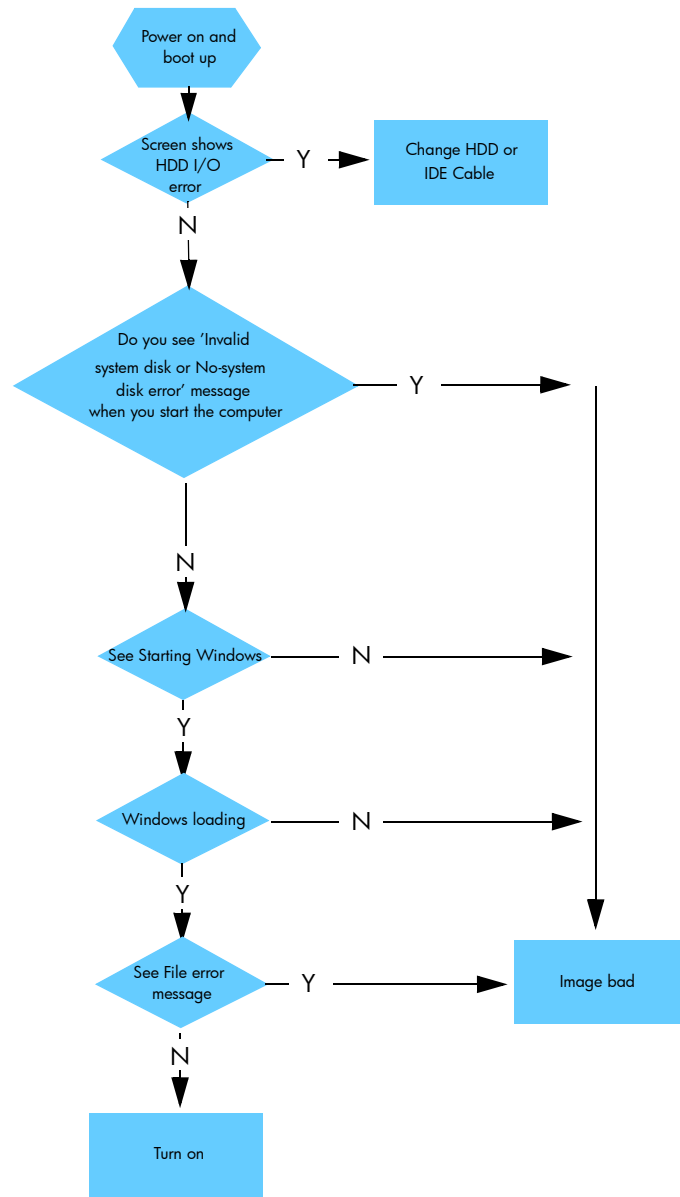 Power on and
boot up
Screen shows
HDD I/O
error
Y
Change HDD or
IDE Cable
N
Do you see ’Invalid
system disk or No-system
disk error’ message
when you start the computer
Y
N
See Starting Windows
N
Y
Windows loading
N
Y
See File error
message
Y
Image bad
N
Turn on